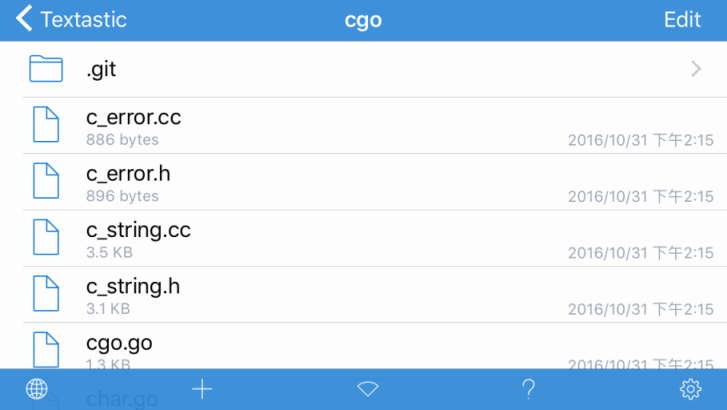 Textastic
cgo
Edit
.git
c_error.cc
886 bytes
2016/10/31 下午2:15
c_error.h
896 bytes
2016/10/31 下午2:15
c_string.cc
3.5 KB
2016/10/31 下午2:15
c_string.h
3.1 KB
2016/10/31 下午2:15
cgo.go
1.3 KB
2016/10/31 下午2:15
char.go